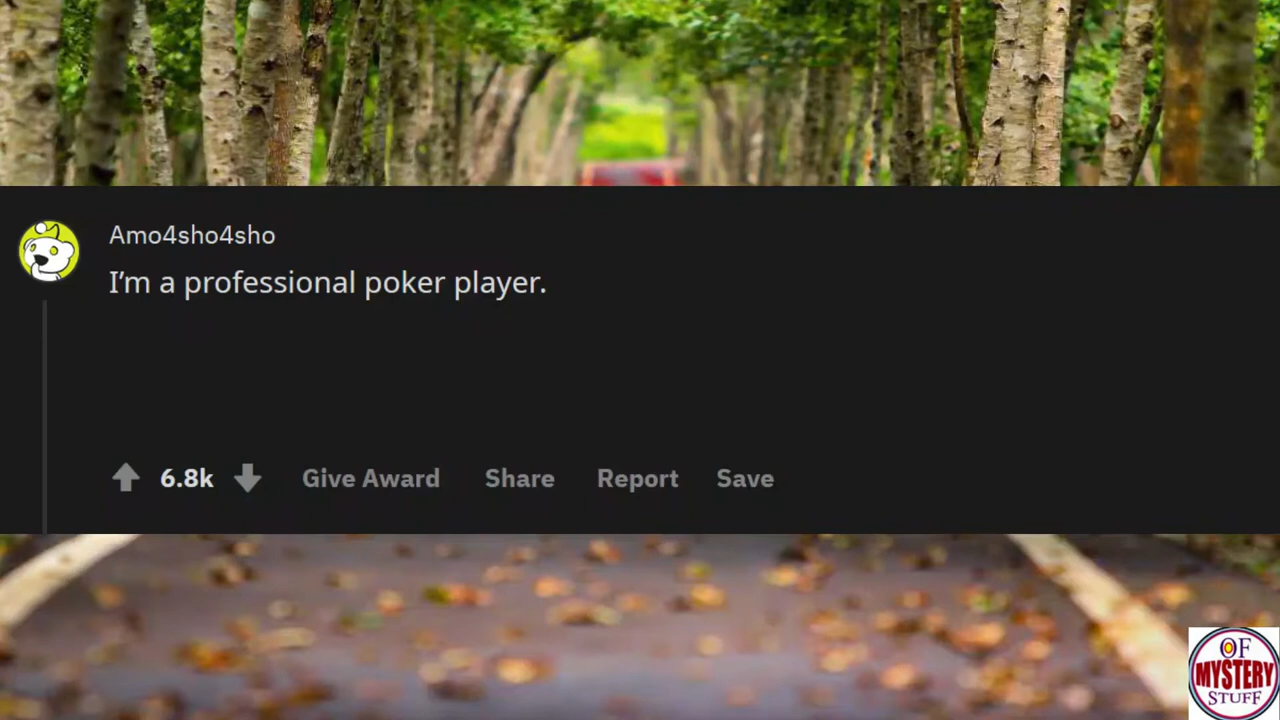 Amo4sho4sho
I’m a professional poker player.
6.8k Give Award Share Report Save
OF
MYSTERY
STUFF